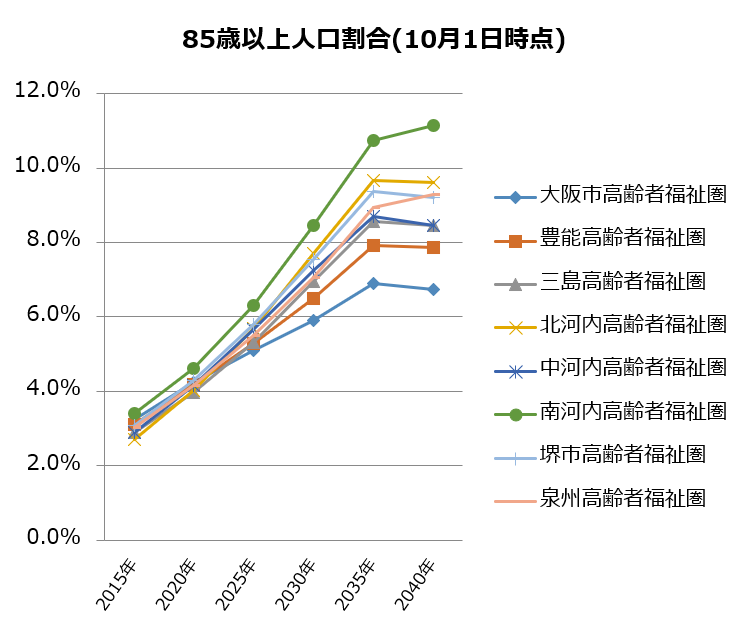 85歳以上人口割合(10月1日時点)
12.0%
10.0%
8.0%
6.0%
4.0%
2.0%
0.0%
2015年
2020年
2025年
2030年
2035年
2040年
大阪市高齢者福祉圏
豊能高齢者福祉圏
三島高齢者福祉圏
北河内高齢者福祉圏
中河内高齢者福祉圏
南河内高齢者福祉圏
堺市高齢者福祉圏
泉州高齢者福祉圏